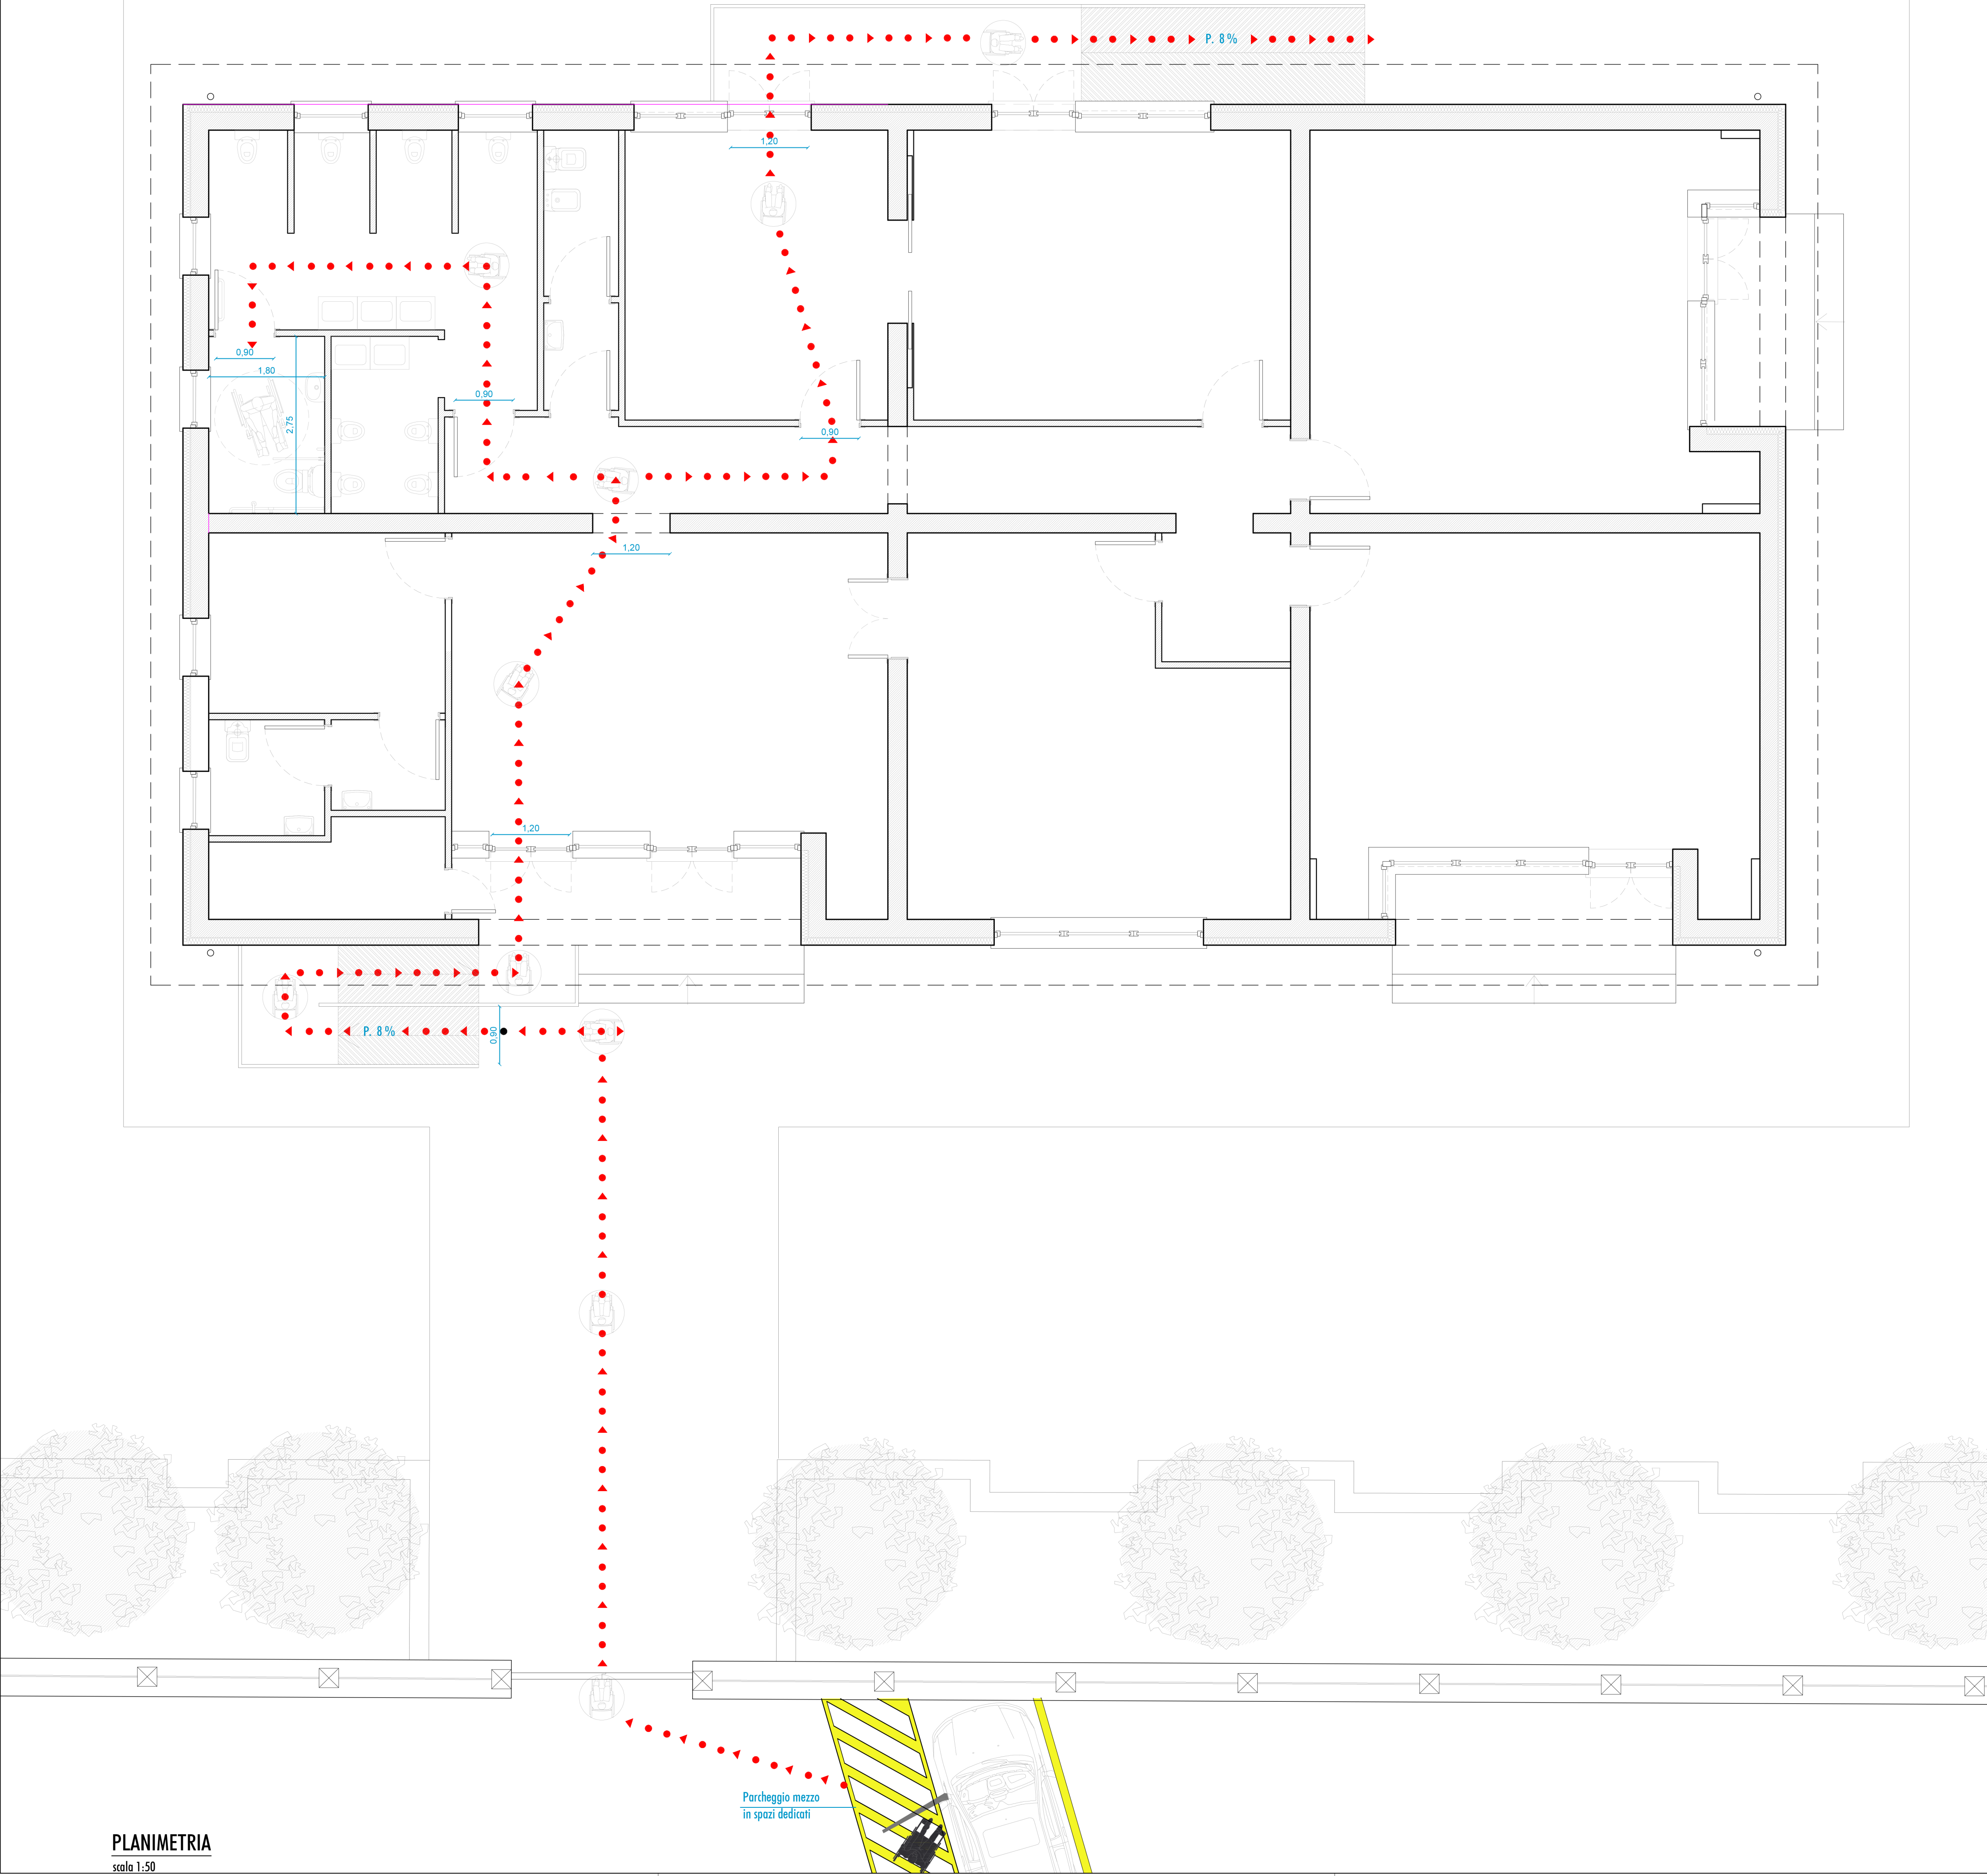 P. 8%
1,20
0,90
1,80
2,75
0,90
0,90
1,20
1,20
P. 8%
0,90
Parcheggio mezzo
in spazi dedicati
PLANIMETRIA
scala 1:50